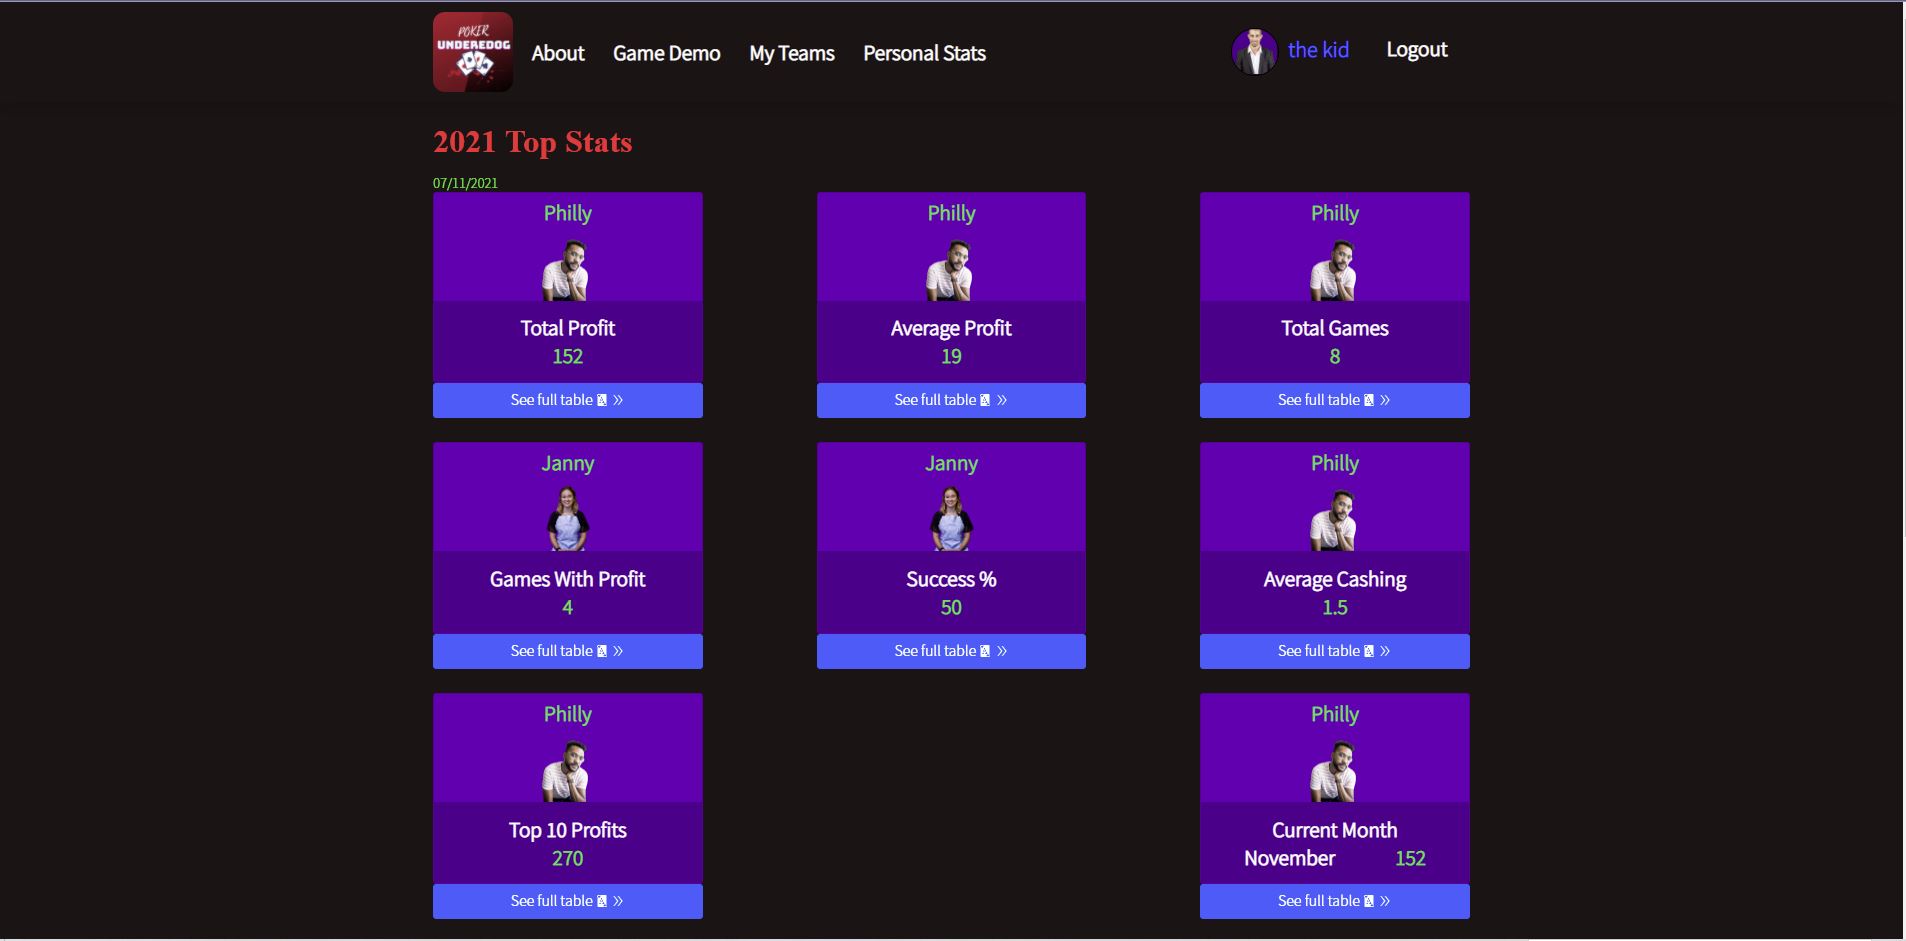 POKER
UNDEREDOG
About Game Demo My Teams Personal Stats the kid Logout
2021 Top Stats
07/11/2021
Philly Philly Philly
Total Profit Average Profit Total Games
152 19 8
See full table » See full table » See full table »
Janny Janny Philly
Games With Profit Success % Average Cashing
4 50 1.5
See full table » See full table » See full table »
Philly Philly
Top 10 Profits Current Month
270 November 152
See full table » See full table »